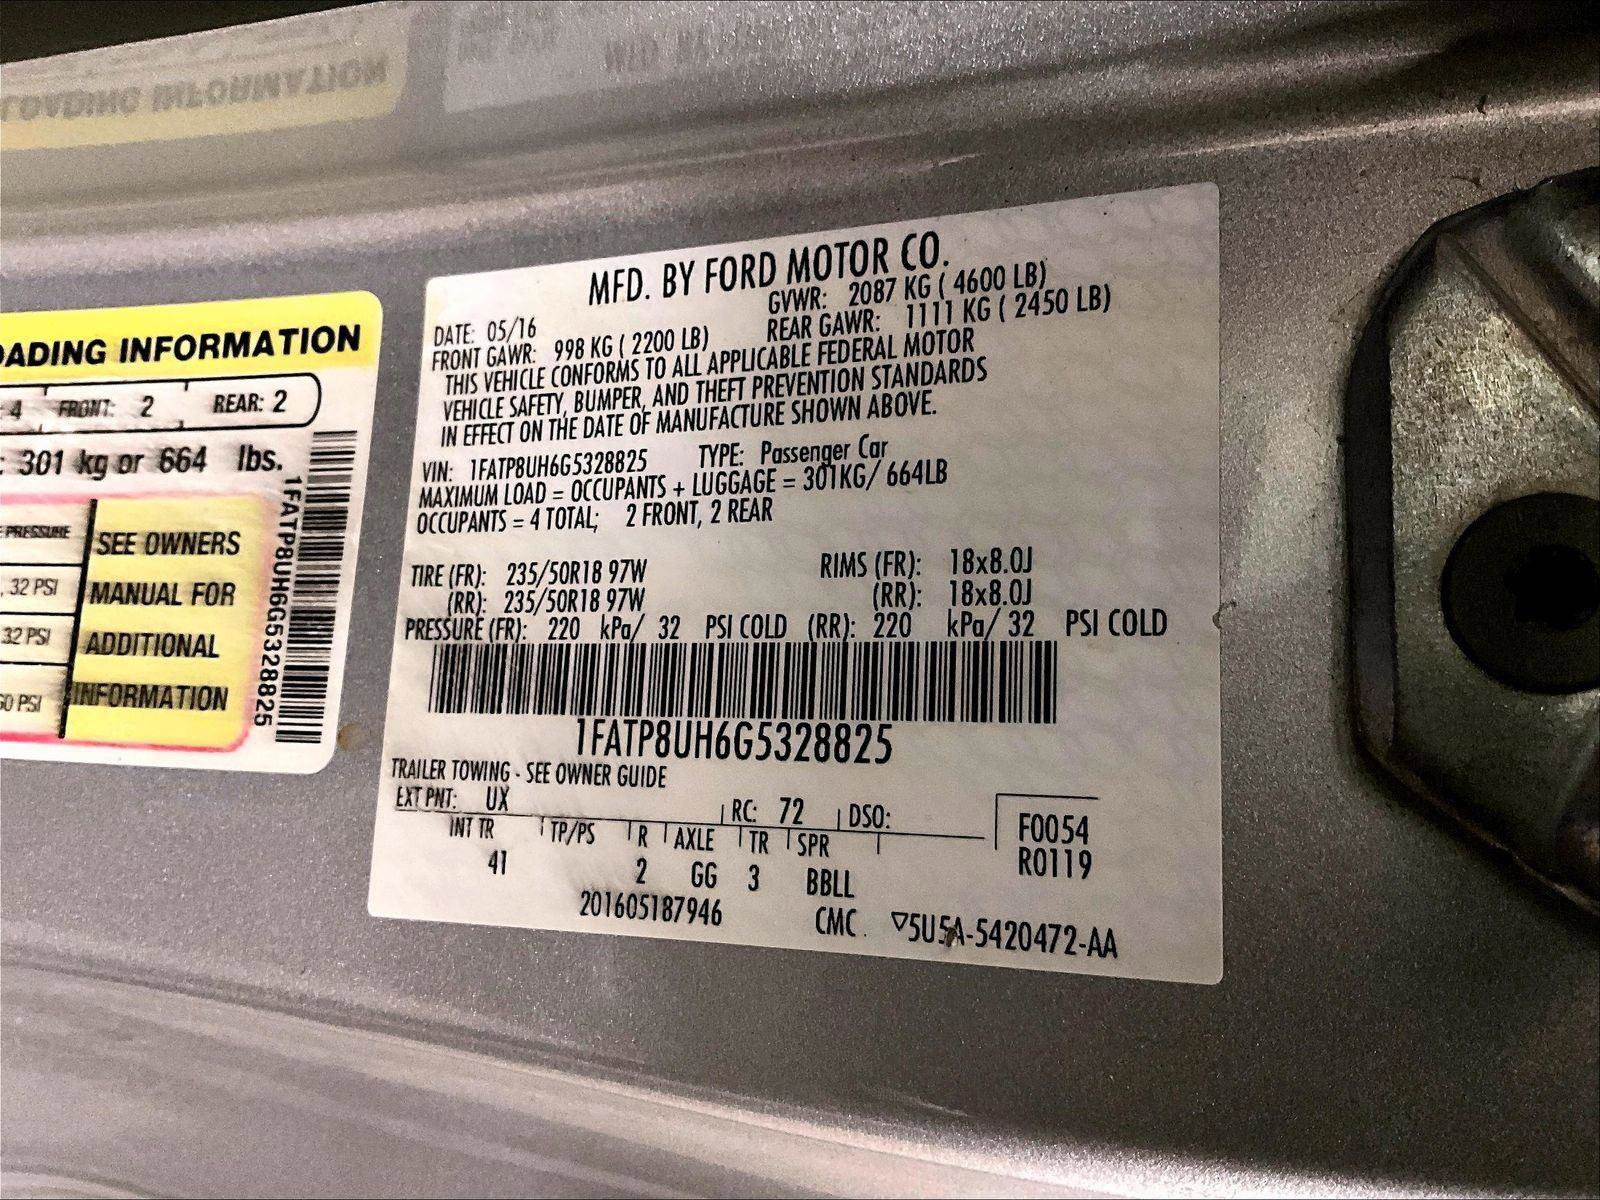 LOADING INFORMATION
OADING INFORMATION
: 4 FRONT: 2 REAR: 2
: 301 kg or 664 lbs.
E PRESSURE
, 32 PSI
32 PSI
60 PSI
SEE OWNERS
MANUAL FOR
ADDITIONAL
INFORMATION
1FATP8UH6G5328825
MFD. BY FORD MOTOR CO.
DATE: 05/16 GVWR: 2087 KG ( 4600 LB)
FRONT GAWR: 998 KG ( 2200 LB) REAR GAWR: 1111 KG ( 2450 LB)
THIS VEHICLE CONFORMS TO ALL APPLICABLE FEDERAL MOTOR
VEHICLE SAFETY, BUMPER, AND THEFT PREVENTION STANDARDS
IN EFFECT ON THE DATE OF MANUFACTURE SHOWN ABOVE.
VIN: 1FATP8UH6G5328825 TYPE: Passenger Car
MAXIMUM LOAD = OCCUPANTS + LUGGAGE = 301KG/ 664LB
OCCUPANTS = 4 TOTAL; 2 FRONT, 2 REAR
TIRE (FR): 235/50R18 97W RIMS (FR): 18x8.0J
(RR): 235/50R18 97W (RR): 18x8.0J
PRESSURE (FR): 220 kPa/ 32 PSI COLD (RR): 220 kPa/ 32 PSI COLD
1FATP8UH6G5328825
TRAILER TOWING - SEE OWNER GUIDE
EXT PNT: UX RC: 72 DSO:
INT TR TP/PS R AXLE TR SPR
41 2 GG 3 BBLL
F0054
R0119
201605187946 CMC ▽5U5A-5420472-AA